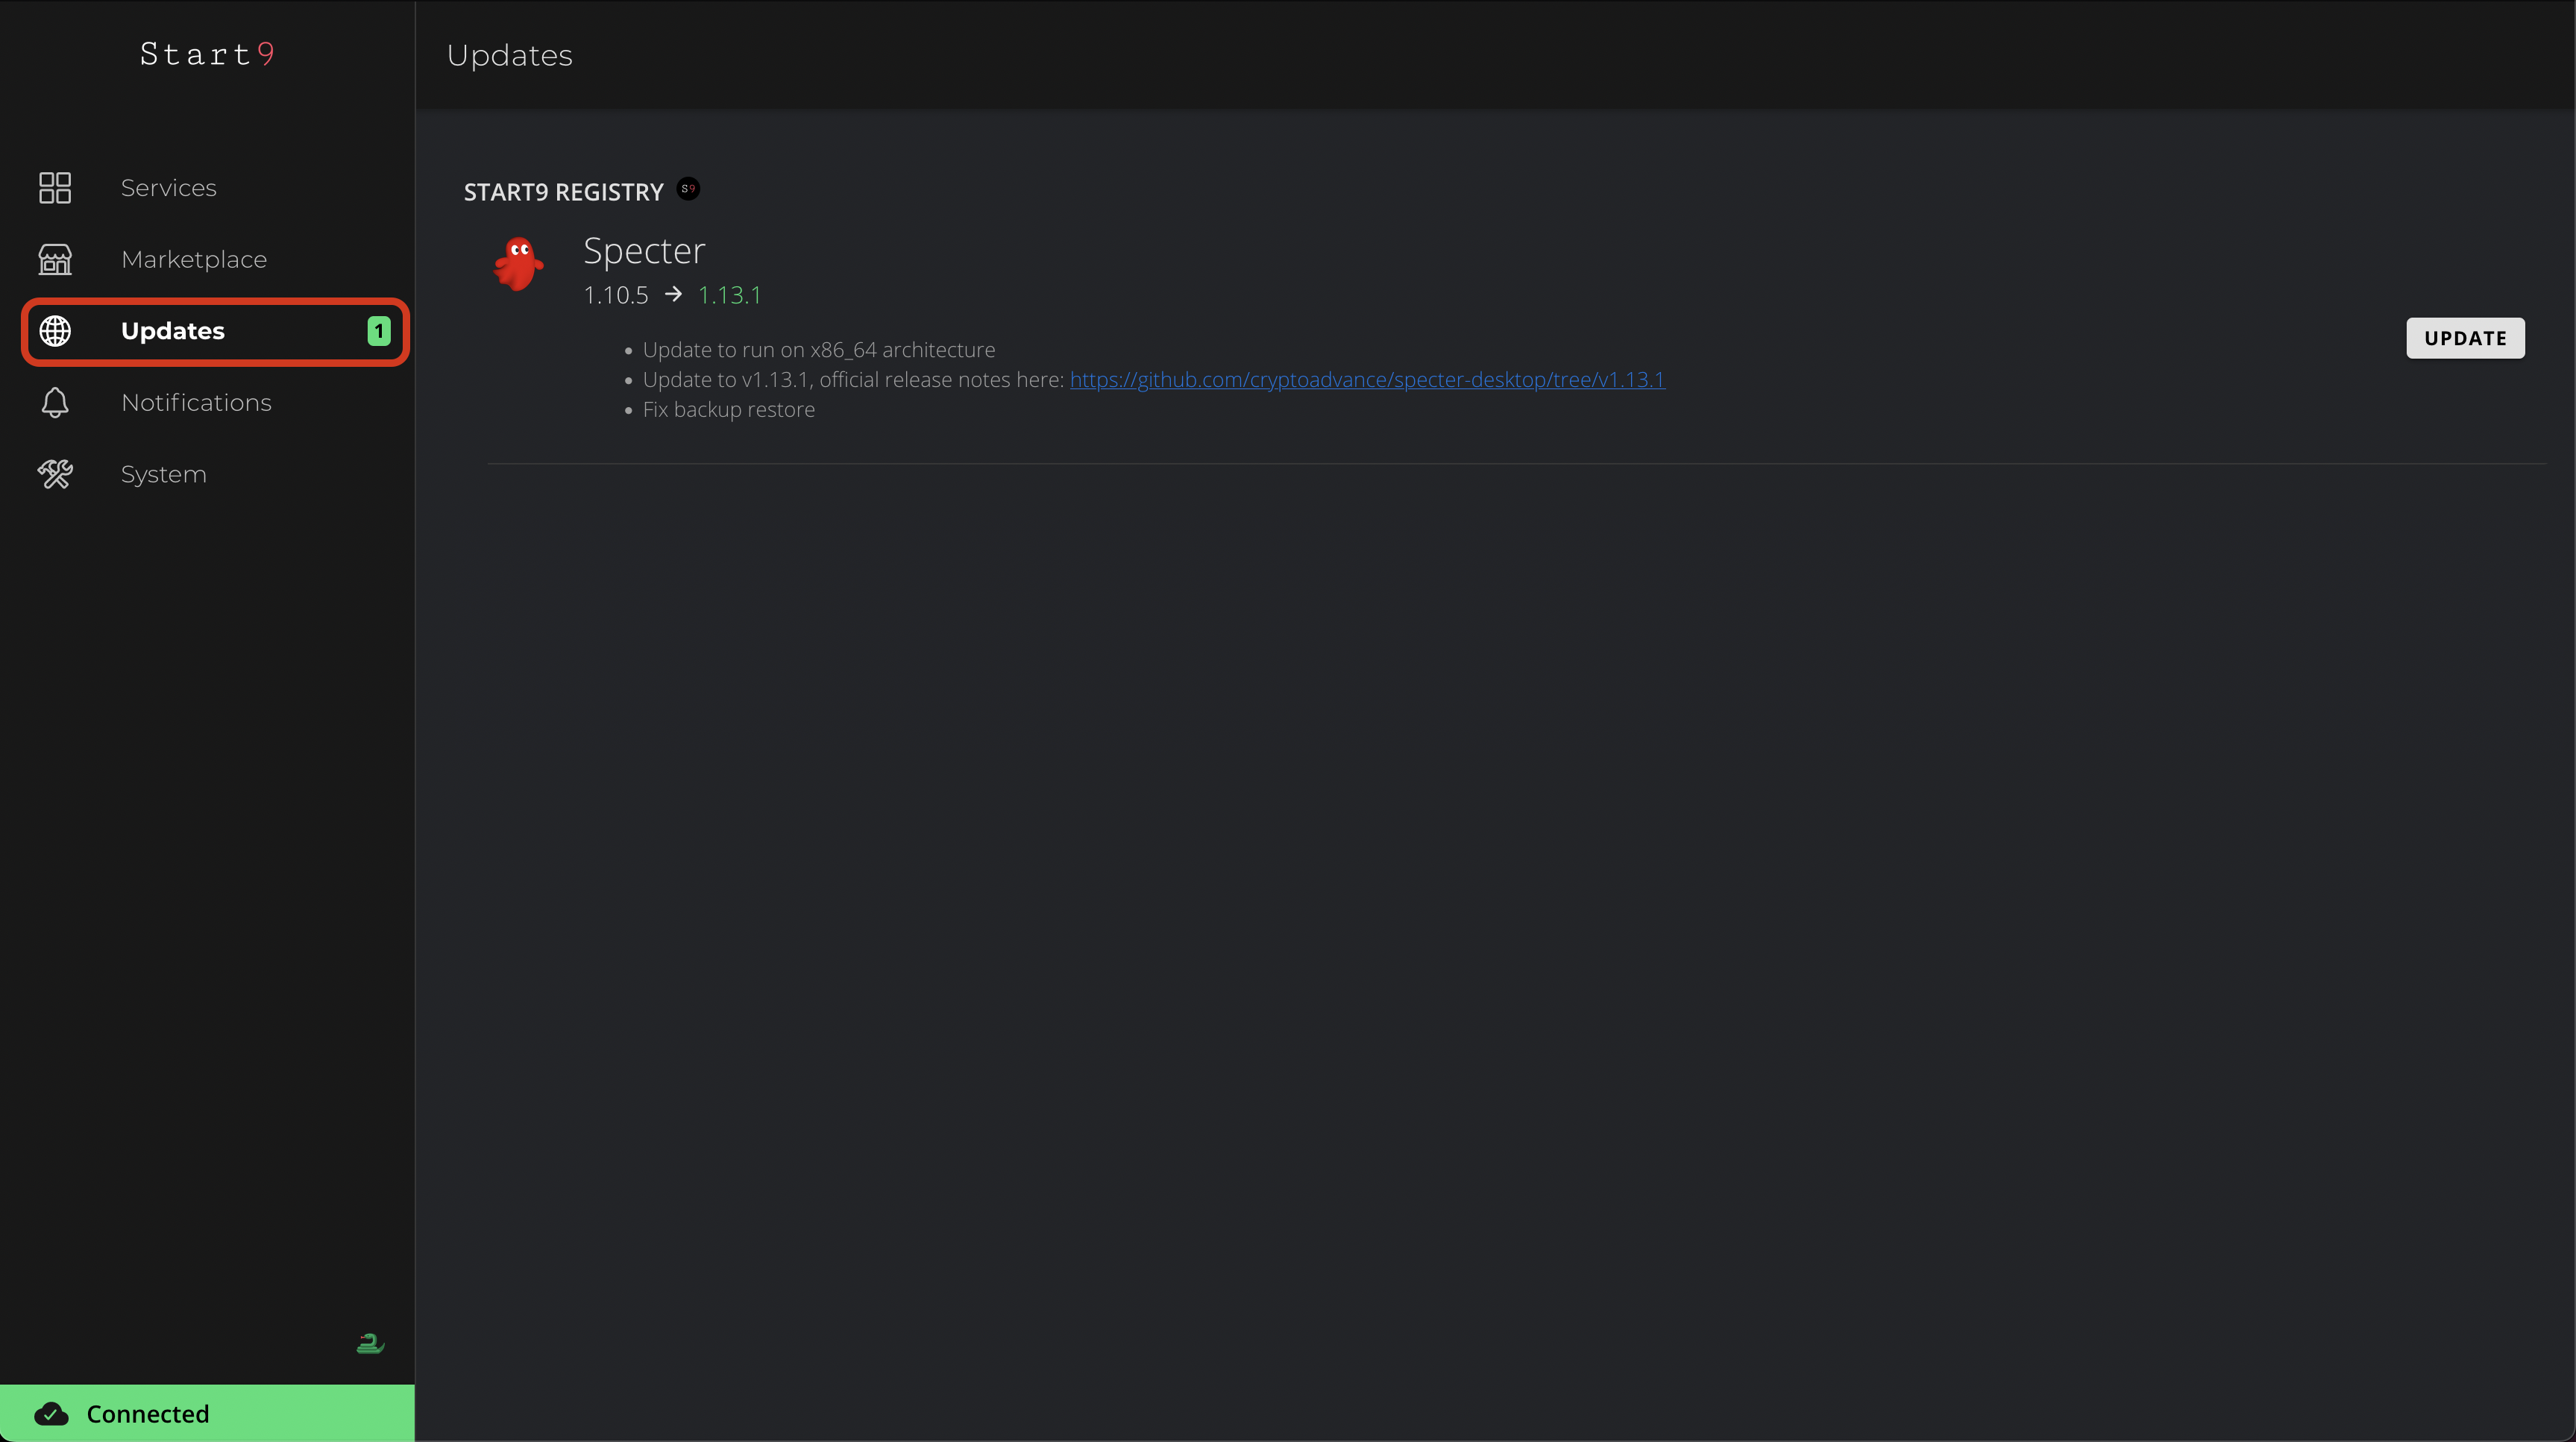 Start9
Services
Marketplace
Updates 1
Notifications
System
Connected
Updates
START9 REGISTRY S9
Specter
1.10.5 → 1.13.1
• Update to run on x86_64 architecture
• Update to v1.13.1, official release notes here: https://github.com/cryptoadvance/specter-desktop/tree/v1.13.1
• Fix backup restore
UPDATE